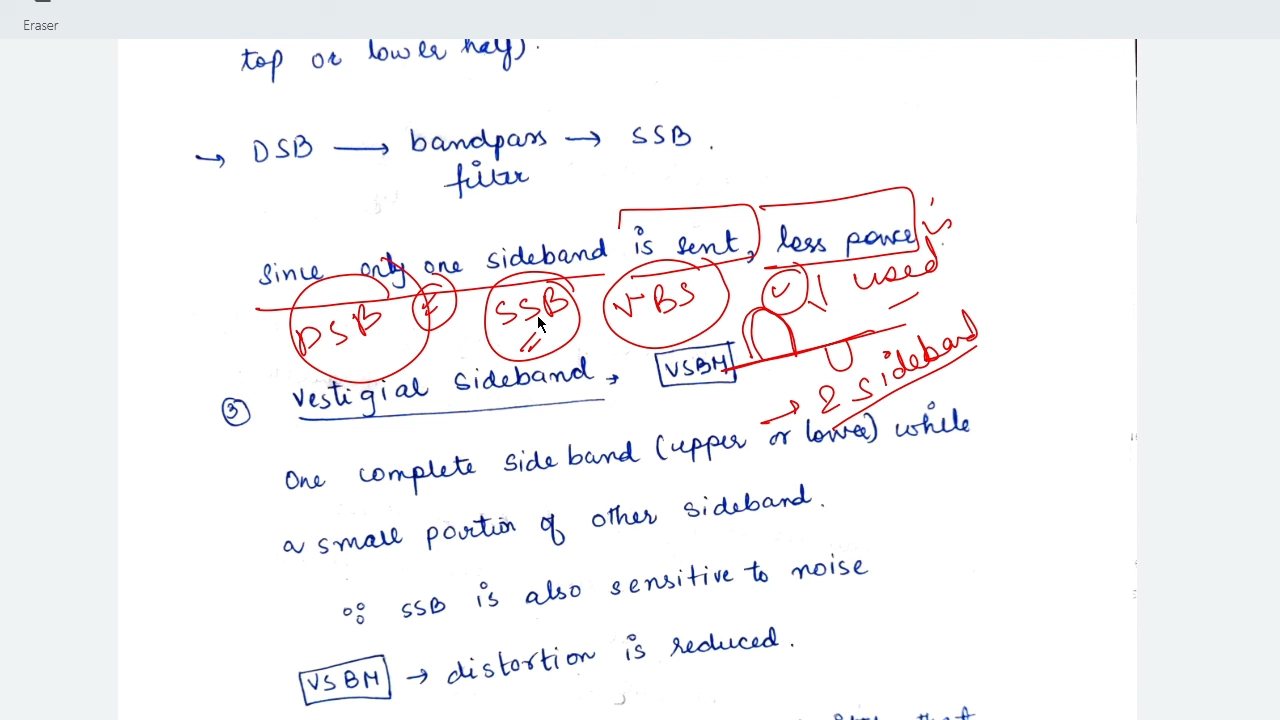 Eraser
top or lower half).
→ DSB → bandpass → SSB.
filter
since only one sideband is sent, less power is
√ used
DSB SSB VBS
③ Vestigial sideband → VSBM
→ 2 sideband
One complete side band (upper or lower) while
a small portion of other sideband.
∵ SSB is also sensitive to noise
VSBM → distortion is reduced.